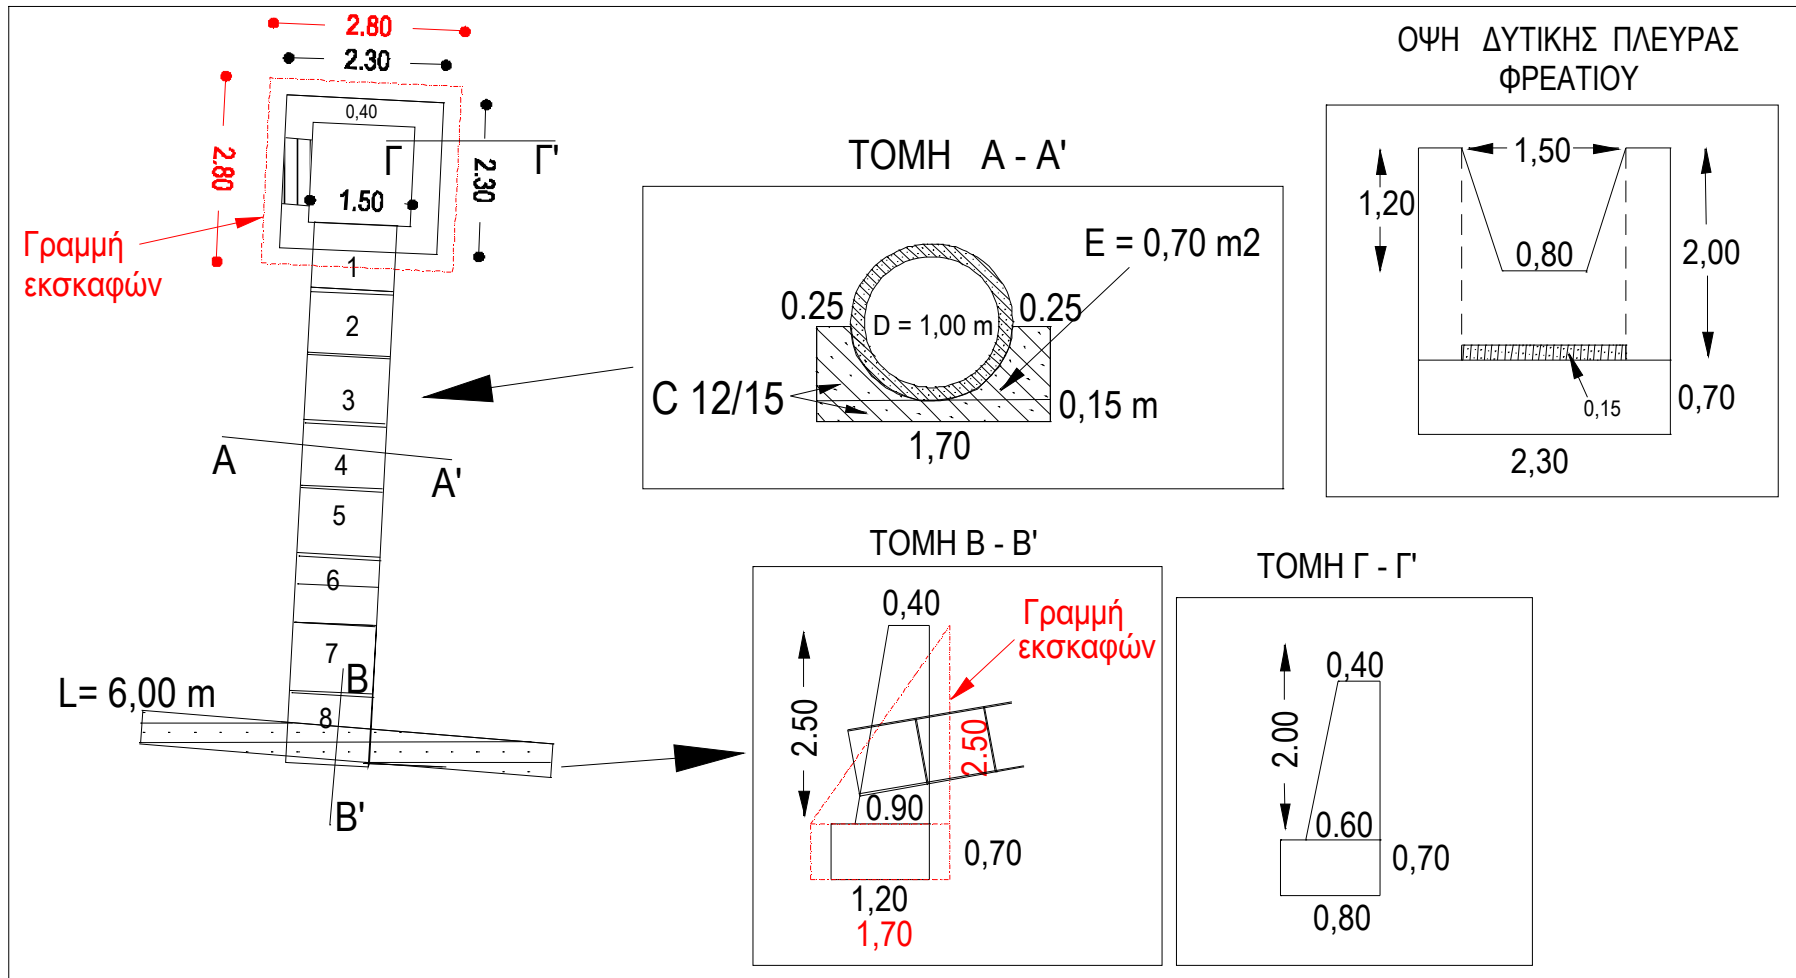 2.80
2.30
0,40
2.80
2.30
Γ
Γ'
1.50
Γραμμή
εκσκαφών
1
2
3
A
A'
4
5
6
7
B
L= 6,00 m
8
B'
ΤΟΜΗ A - A'
E = 0,70 m2
0.25
0.25
D = 1,00 m
C 12/15
0,15 m
1,70
ΟΨΗ ΔΥΤΙΚΗΣ ΠΛΕΥΡΑΣ
ΦΡΕΑΤΙΟΥ
1,50
1,20
0,80
2,00
0,15
0,70
2,30
ΤΟΜΗ B - B'
0,40
Γραμμή
εκσκαφών
2.50
2.50
0.90
0,70
1,20
1,70
ΤΟΜΗ Γ - Γ'
0,40
2.00
0.60
0,70
0,80